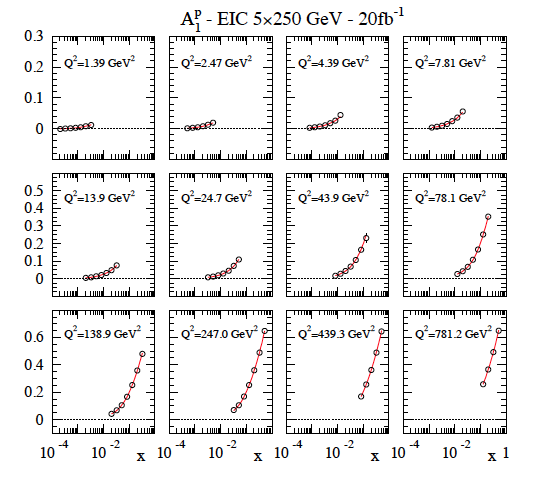 A₁ᵖ - EIC 5×250 GeV - 20fb⁻¹
0.3
0.2
0.1
0
Q²=1.39 GeV²
Q²=2.47 GeV²
Q²=4.39 GeV²
Q²=7.81 GeV²
0.5
0.4
0.3
0.2
0.1
0
Q²=13.9 GeV²
Q²=24.7 GeV²
Q²=43.9 GeV²
Q²=78.1 GeV²
0.6
0.4
0.2
0
Q²=138.9 GeV²
Q²=247.0 GeV²
Q²=439.3 GeV²
Q²=781.2 GeV²
10⁻⁴ 10⁻² x 10⁻⁴ 10⁻² x 10⁻⁴ 10⁻² x 10⁻⁴ 10⁻² x 1